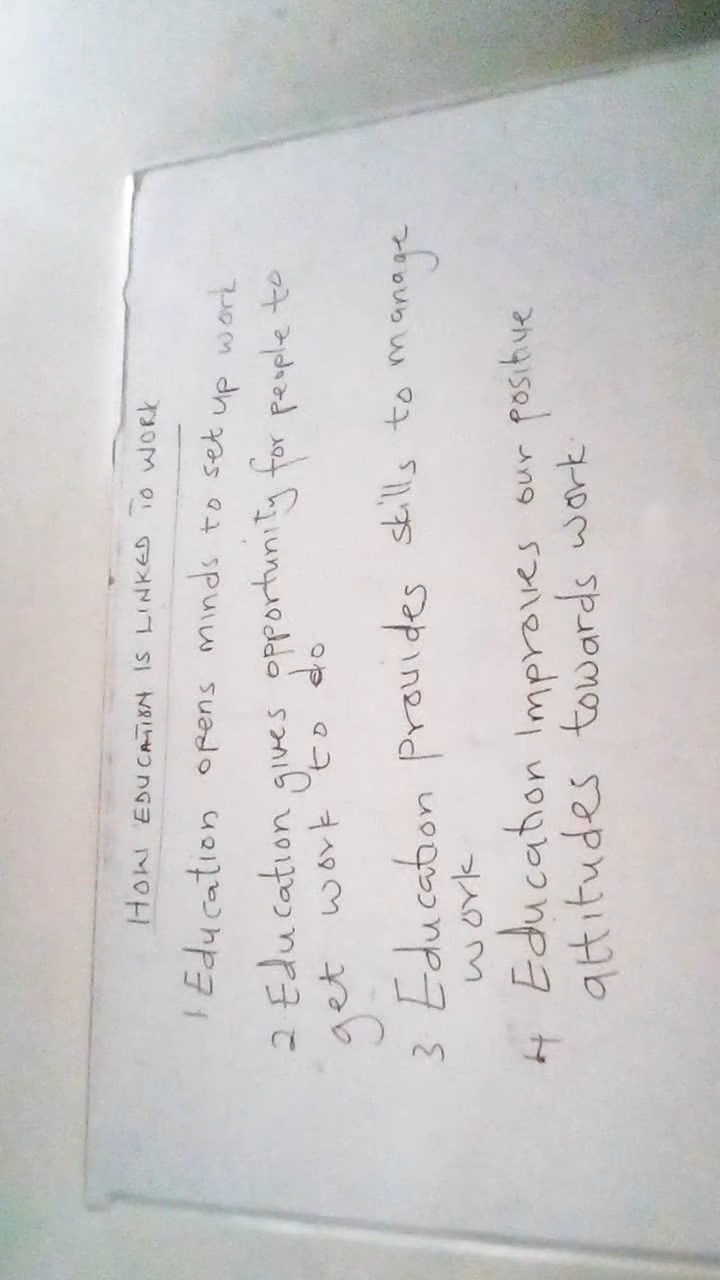 HOW EDUCATION IS LINKED TO WORK
1 Education opens minds to set up work
2 Education gives opportunity for people to
get work to do
3 Education provides skills to manage
work
4 Education Improves our positive
attitudes towards work.